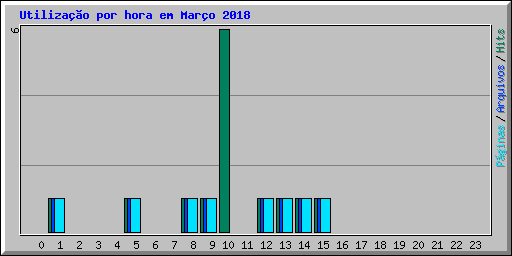 Utilização por hora em Março 2018
6
Páginas / Arquivos / Hits
0 1 2 3 4 5 6 7 8 9 10 11 12 13 14 15 16 17 18 19 20 21 22 23